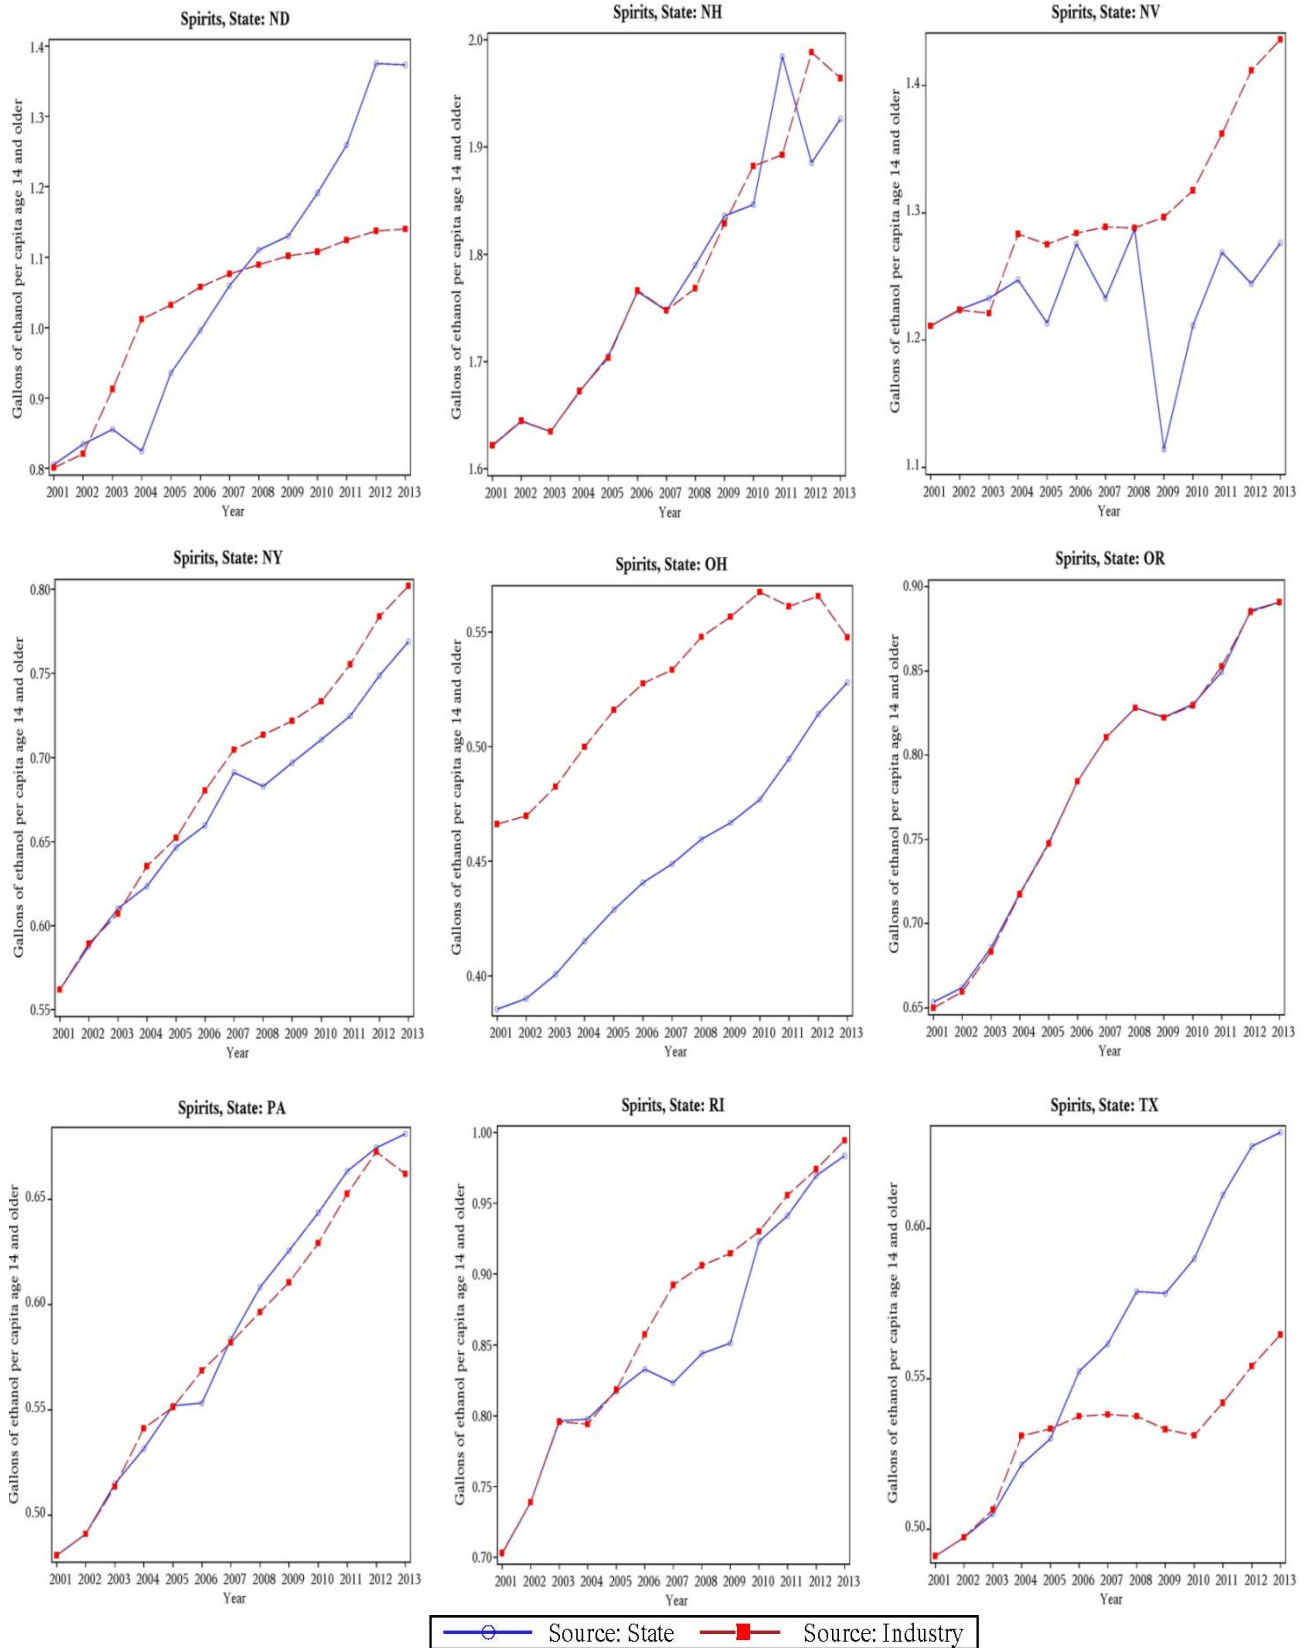 Spirits, State: ND
Gallons of ethanol per capita age 14 and older
1.4
1.3
1.2
1.1
1.0
0.9
0.8
2001 2002 2003 2004 2005 2006 2007 2008 2009 2010 2011 2012 2013
Year
Spirits, State: NH
Gallons of ethanol per capita age 14 and older
2.0
1.9
1.8
1.7
1.6
2001 2002 2003 2004 2005 2006 2007 2008 2009 2010 2011 2012 2013
Year
Spirits, State: NV
Gallons of ethanol per capita age 14 and older
1.4
1.3
1.2
1.1
2001 2002 2003 2004 2005 2006 2007 2008 2009 2010 2011 2012 2013
Year
Spirits, State: NY
Gallons of ethanol per capita age 14 and older
0.80
0.75
0.70
0.65
0.60
0.55
2001 2002 2003 2004 2005 2006 2007 2008 2009 2010 2011 2012 2013
Year
Spirits, State: OH
Gallons of ethanol per capita age 14 and older
0.55
0.50
0.45
0.40
2001 2002 2003 2004 2005 2006 2007 2008 2009 2010 2011 2012 2013
Year
Spirits, State: OR
Gallons of ethanol per capita age 14 and older
0.90
0.85
0.80
0.75
0.70
0.65
2001 2002 2003 2004 2005 2006 2007 2008 2009 2010 2011 2012 2013
Year
Spirits, State: PA
Gallons of ethanol per capita age 14 and older
0.65
0.60
0.55
0.50
2001 2002 2003 2004 2005 2006 2007 2008 2009 2010 2011 2012 2013
Year
Spirits, State: RI
Gallons of ethanol per capita age 14 and older
1.00
0.95
0.90
0.85
0.80
0.75
0.70
2001 2002 2003 2004 2005 2006 2007 2008 2009 2010 2011 2012 2013
Year
Spirits, State: TX
Gallons of ethanol per capita age 14 and older
0.60
0.55
0.50
2001 2002 2003 2004 2005 2006 2007 2008 2009 2010 2011 2012 2013
Year
Source: State Source: Industry